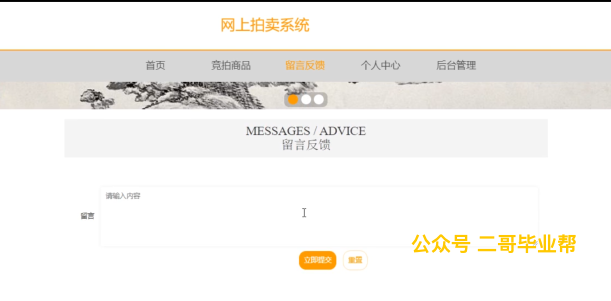 网上拍卖系统
首页 竞拍商品 留言反馈 个人中心 后台管理
MESSAGES / ADVICE
留言反馈
请输入内容
留言
公众号 二哥毕业帮
立即提交 重置